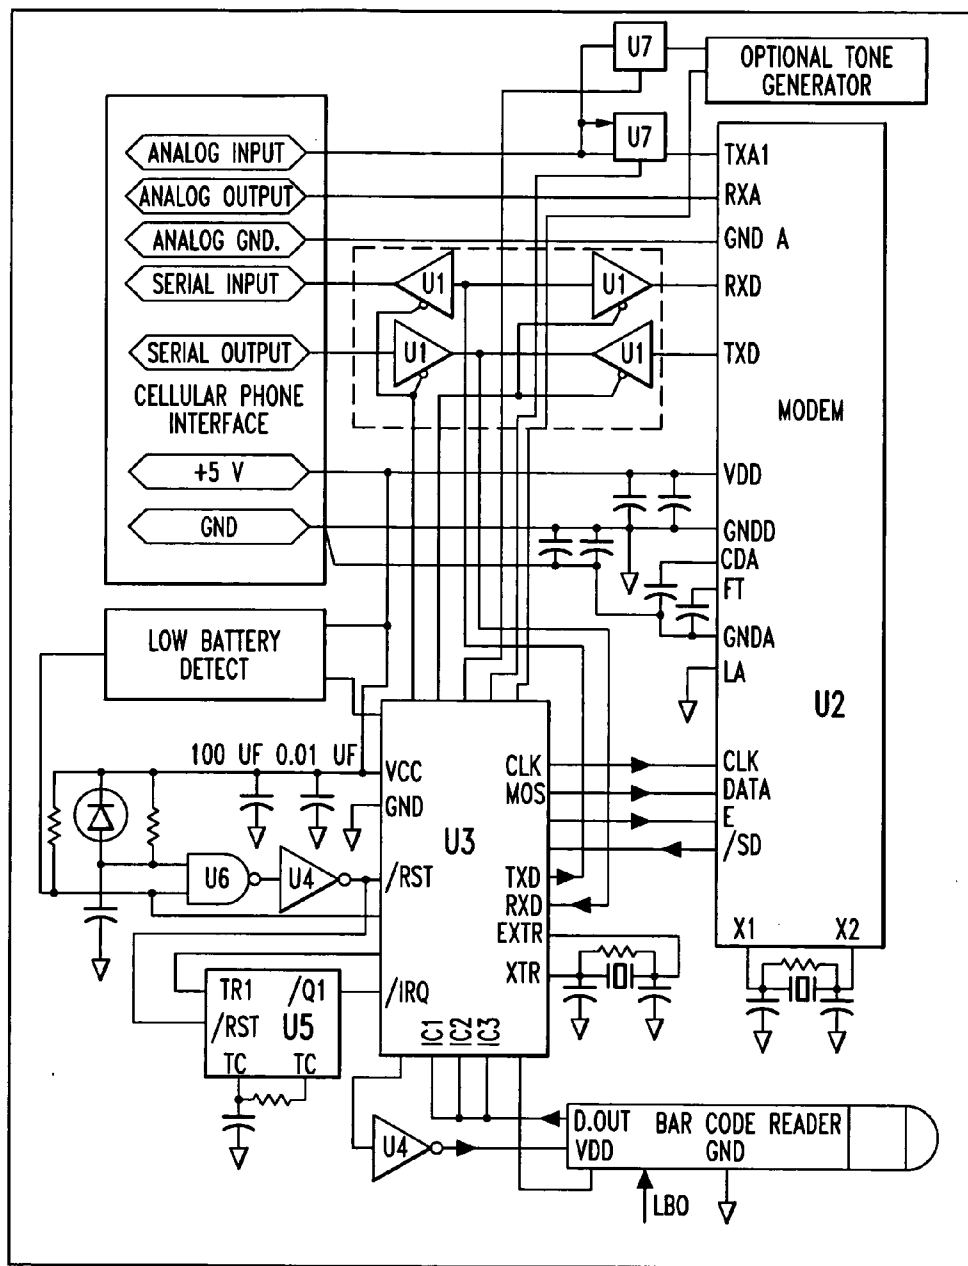 U7
OPTIONAL TONE
GENERATOR
U7
ANALOG INPUT
TXA1
ANALOG OUTPUT
RXA
ANALOG GND.
GND A
SERIAL INPUT
U1
U1
RXD
SERIAL OUTPUT
U1
U1
TXD
CELLULAR PHONE
INTERFACE
MODEM
+5 V
VDD
GND
GNDD
CDA
FT
GNDA
LA
U2
LOW BATTERY
DETECT
100 UF 0.01 UF
VCC
GND
U3
CLK
MOS
CLK
DATA
E
/SD
U6
U4
/RST
TXD
RXD
EXTR
XTR
X1
X2
TR1
/Q1
/IRQ
/RST
U5
TC
TC
IC1
IC2
IC3
U4
D.OUT
BAR CODE READER
VDD
GND
LBO